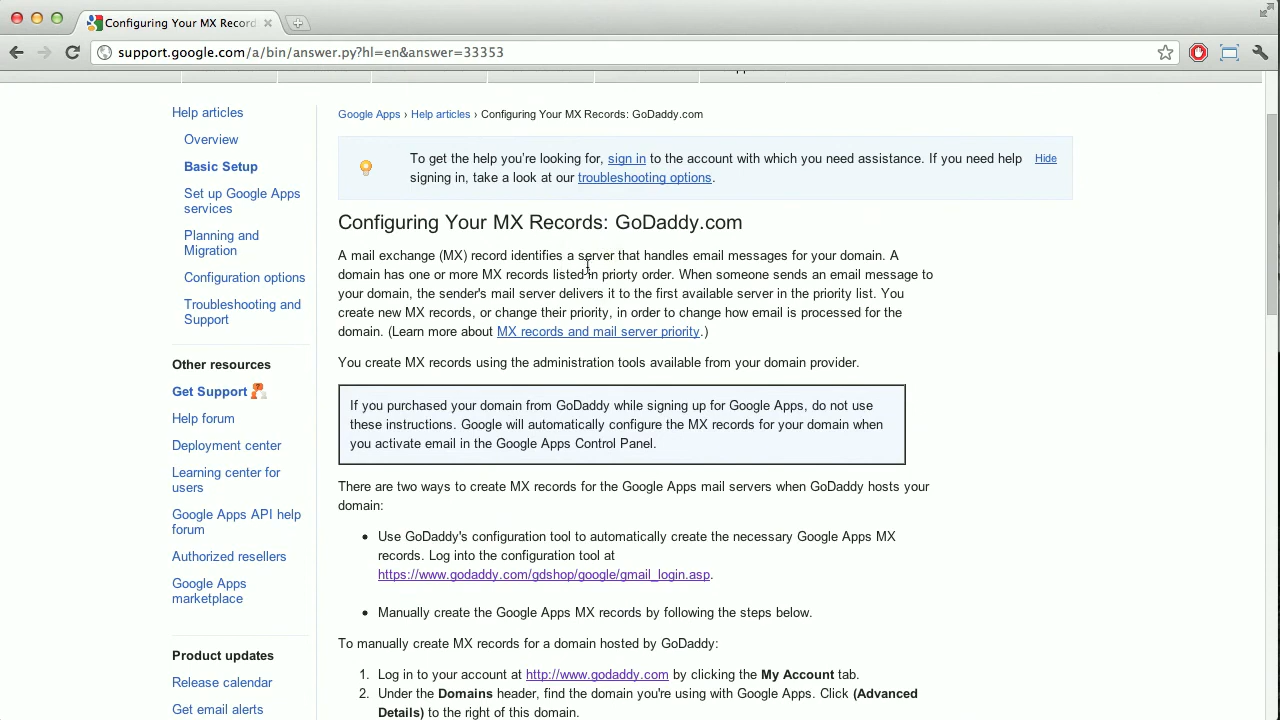 Configuring Your MX Record
support.google.com/a/bin/answer.py?hl=en&answer=33353
Help articles
Overview
Basic Setup
Set up Google Apps
services
Planning and
Migration
Configuration options
Troubleshooting and
Support
Other resources
Get Support
Help forum
Deployment center
Learning center for
users
Google Apps API help
forum
Authorized resellers
Google Apps
marketplace
Product updates
Release calendar
Get email alerts
Google Apps › Help articles › Configuring Your MX Records: GoDaddy.com
To get the help you're looking for, sign in to the account with which you need assistance. If you need help
signing in, take a look at our troubleshooting options.
Hide
Configuring Your MX Records: GoDaddy.com
A mail exchange (MX) record identifies a server that handles email messages for your domain. A
domain has one or more MX records listed in priorty order. When someone sends an email message to
your domain, the sender's mail server delivers it to the first available server in the priority list. You
create new MX records, or change their priority, in order to change how email is processed for the
domain. (Learn more about MX records and mail server priority.)
You create MX records using the administration tools available from your domain provider.
If you purchased your domain from GoDaddy while signing up for Google Apps, do not use
these instructions. Google will automatically configure the MX records for your domain when
you activate email in the Google Apps Control Panel.
There are two ways to create MX records for the Google Apps mail servers when GoDaddy hosts your
domain:
• Use GoDaddy's configuration tool to automatically create the necessary Google Apps MX
records. Log into the configuration tool at
https://www.godaddy.com/gdshop/google/gmail_login.asp.
• Manually create the Google Apps MX records by following the steps below.
To manually create MX records for a domain hosted by GoDaddy:
1. Log in to your account at http://www.godaddy.com by clicking the My Account tab.
2. Under the Domains header, find the domain you're using with Google Apps. Click (Advanced
Details) to the right of this domain.